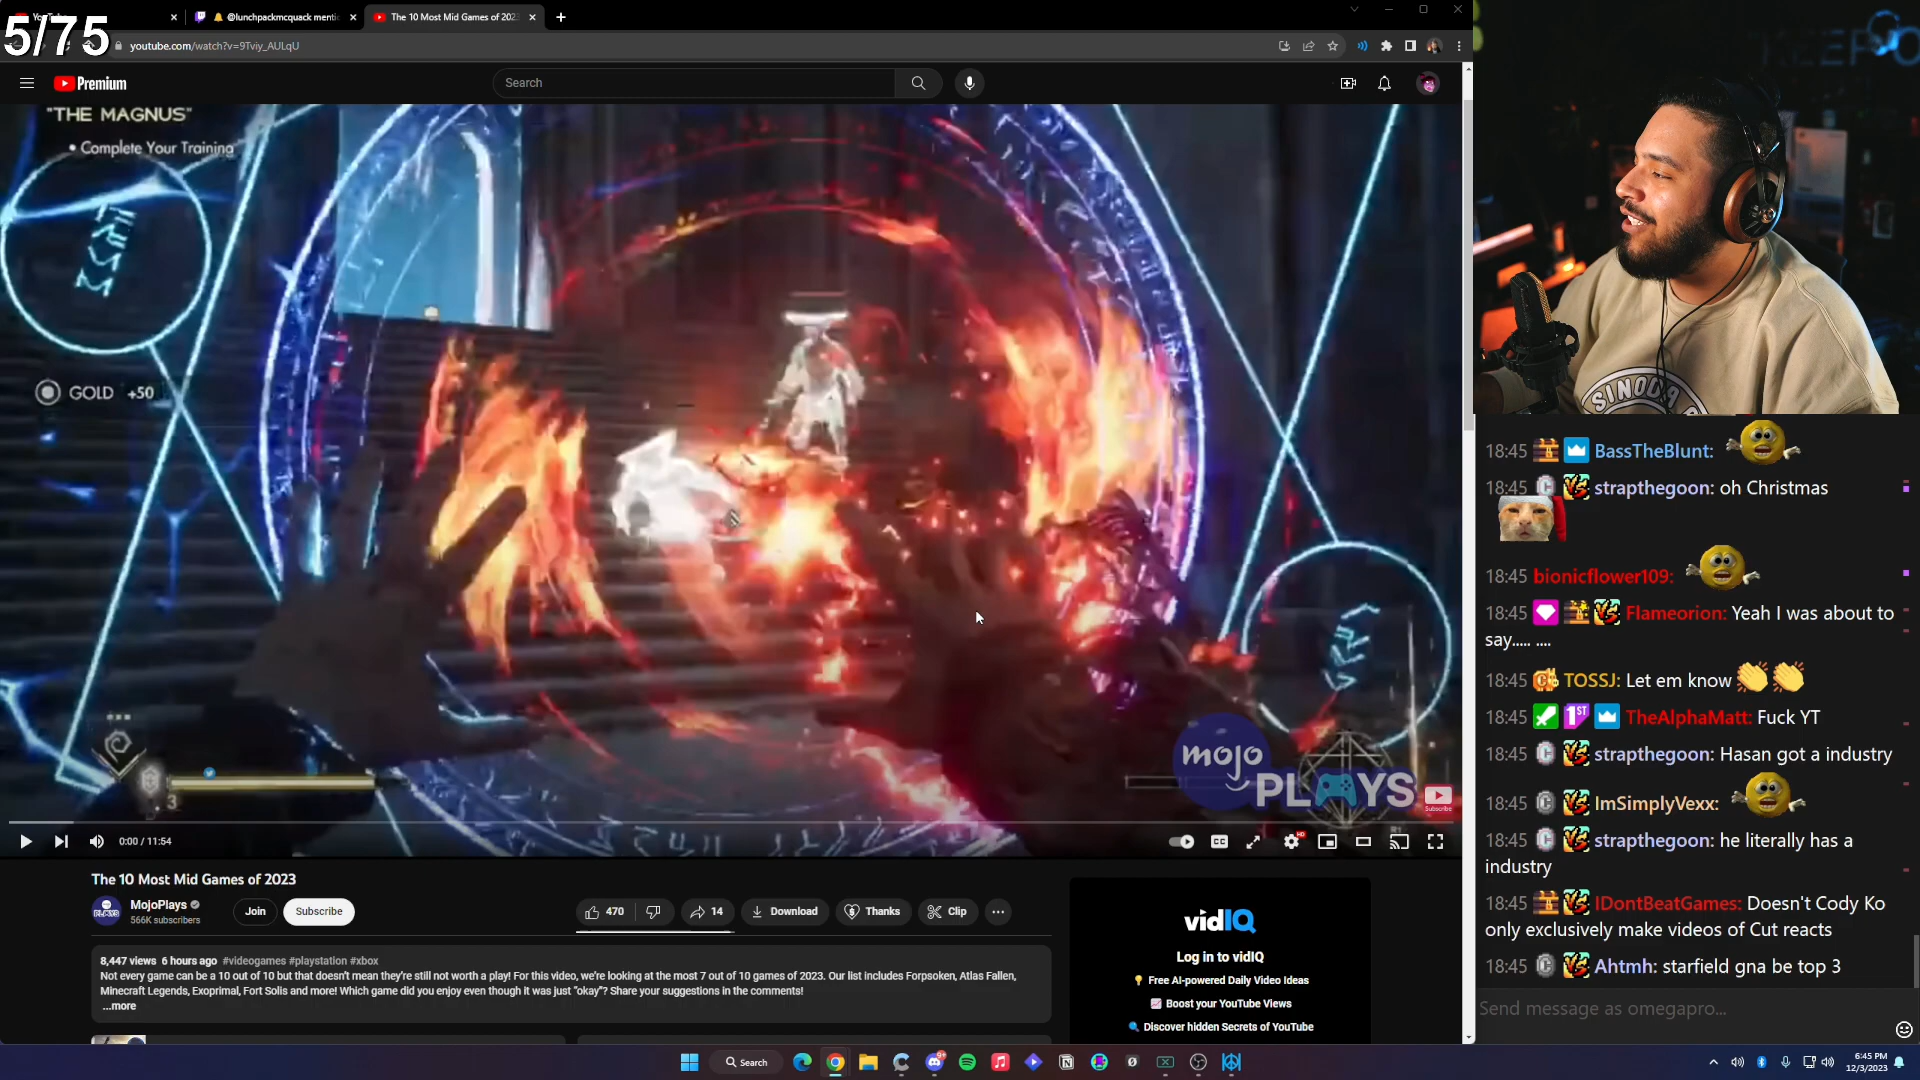 5/75
@lunchpackmcquack menti
The 10 Most Mid Games of 202
youtube.com/watch?v=9Tviy_AULqU
Premium
Search
"THE MAGNUS"
• Complete Your Training
GOLD +50
3
mojo
PLAYS
Subscribe
0:00 / 11:54
CC
HD
The 10 Most Mid Games of 2023
MojoPlays
566K subscribers
Join
Subscribe
470
14
Download
Thanks
Clip
8,447 views 6 hours ago #videogames #playstation #xbox
Not every game can be a 10 out of 10 but that doesn't mean they're still not worth a play! For this video, we're looking at the most 7 out of 10 games of 2023. Our list includes Forpsoken, Atlas Fallen,
Minecraft Legends, Exoprimal, Fort Solis and more! Which game did you enjoy even though it was just "okay"? Share your suggestions in the comments!
...more
vidIQ
Log in to vidIQ
Free AI-powered Daily Video Ideas
Boost your YouTube Views
Discover hidden Secrets of YouTube
18:45 BassTheBlunt:
18:45 strapthegoon: oh Christmas
18:45 bionicflower109:
18:45 Flameorion: Yeah I was about to
say..... ....
18:45 TOSSJ: Let em know
18:45 1ST TheAlphaMatt: Fuck YT
18:45 strapthegoon: Hasan got a industry
18:45 ImSimplyVexx:
18:45 strapthegoon: he literally has a
industry
18:45 IDontBeatGames: Doesn't Cody Ko
only exclusively make videos of Cut reacts
18:45 Ahtmh: starfield gna be top 3
Send message as omegapro...
Search
6:45 PM
12/3/2023